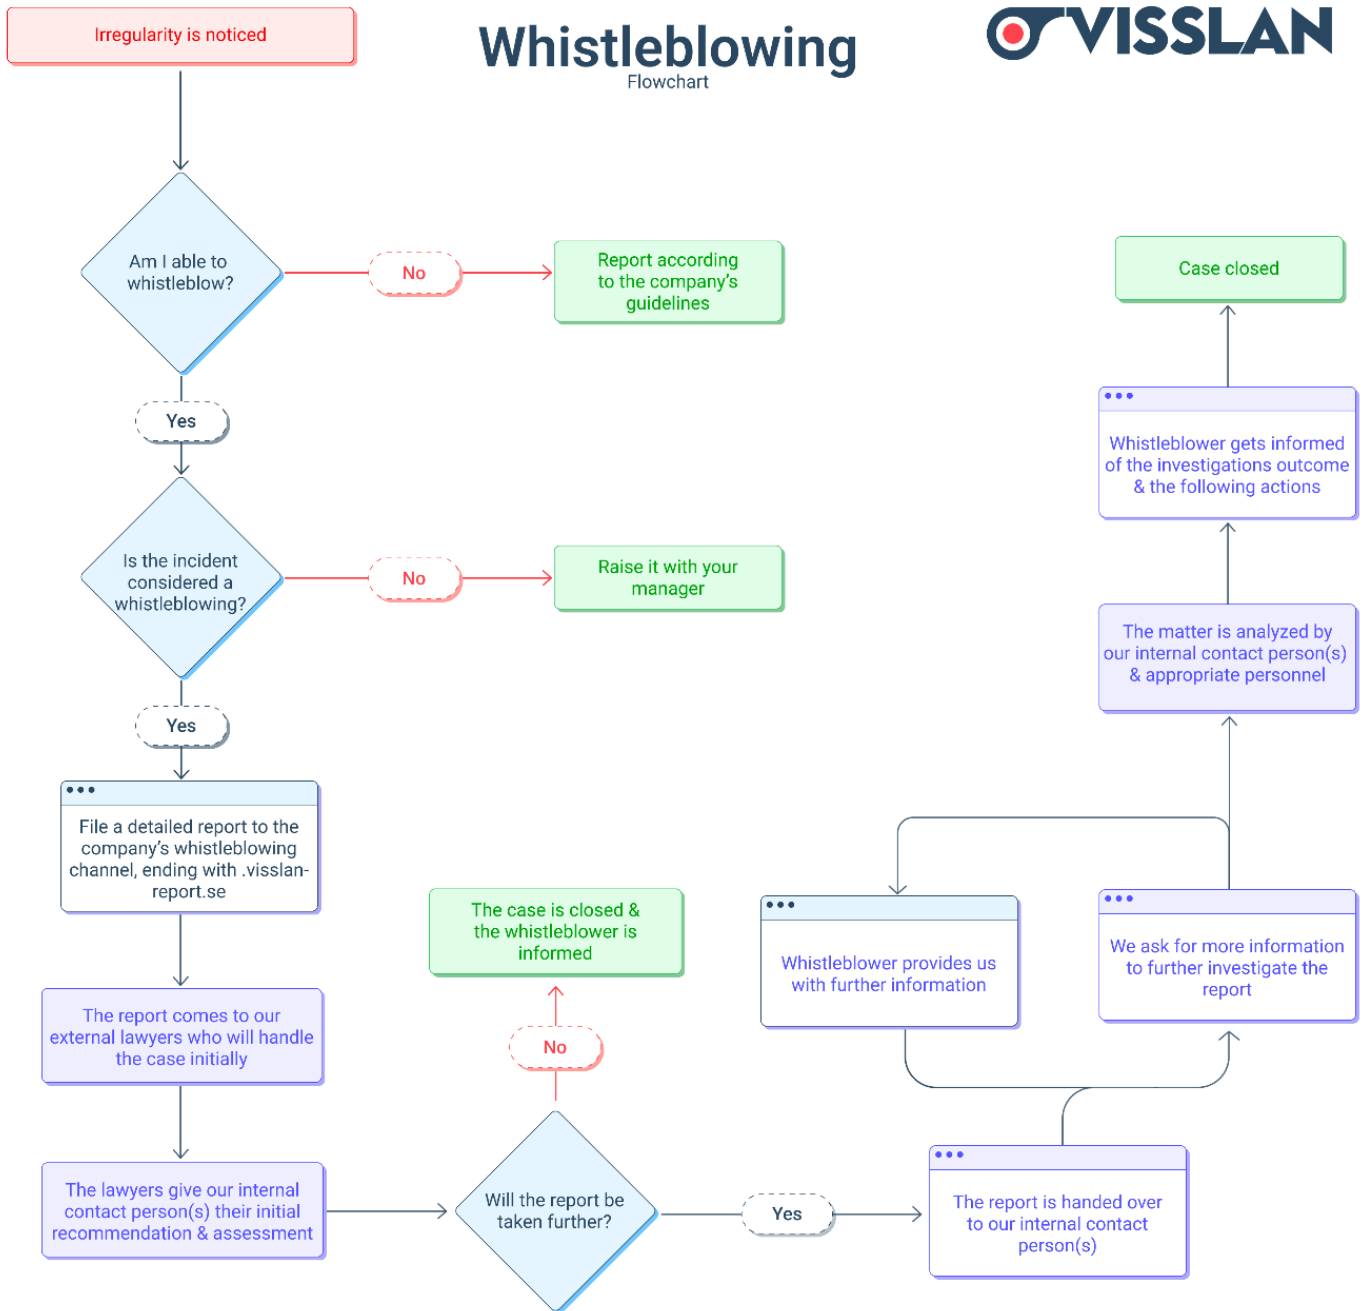 Irregularity is noticed
Whistleblowing
Flowchart
VISSLAN
Am I able to
whistleblow?
No
Report according
to the company's
guidelines
Yes
Is the incident
considered a
whistleblowing?
No
Raise it with your
manager
Yes
File a detailed report to the
company's whistleblowing
channel, ending with .visslan-
report.se
The report comes to our
external lawyers who will handle
the case initially
The lawyers give our internal
contact person(s) their initial
recommendation & assessment
Will the report be
taken further?
No
The case is closed &
the whistleblower is
informed
Yes
The report is handed over
to our internal contact
person(s)
We ask for more information
to further investigate the
report
Whistleblower provides us
with further information
The matter is analyzed by
our internal contact person(s)
& appropriate personnel
Whistleblower gets informed
of the investigations outcome
& the following actions
Case closed